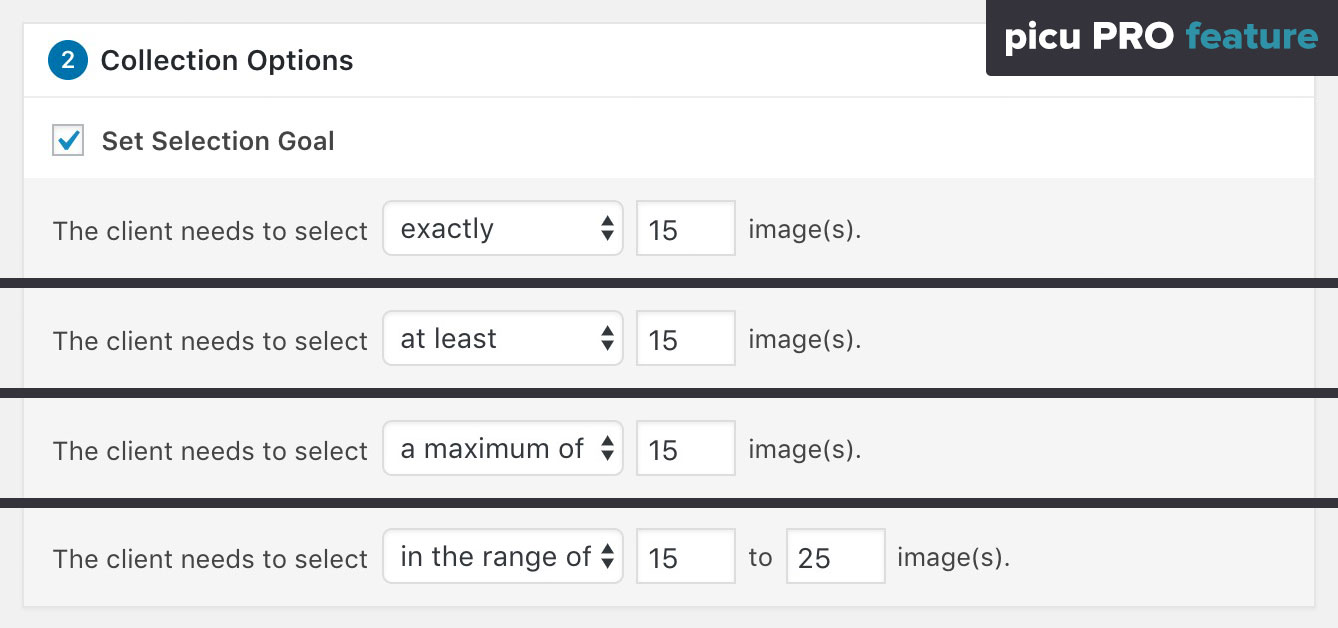 picu PRO feature
2 Collection Options
Set Selection Goal
The client needs to select exactly 15 image(s).
The client needs to select at least 15 image(s).
The client needs to select a maximum of 15 image(s).
The client needs to select in the range of 15 to 25 image(s).